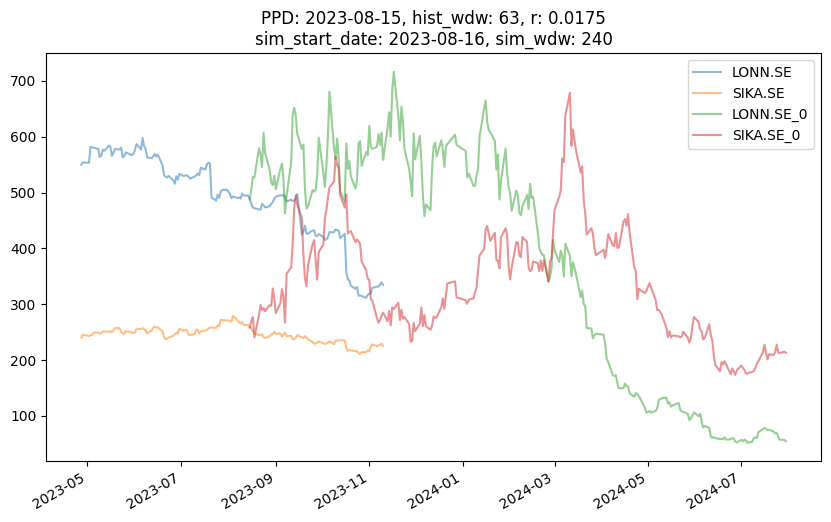 PPD: 2023-08-15, hist_wdw: 63, r: 0.0175
sim_start_date: 2023-08-16, sim_wdw: 240
LONN.SE
SIKA.SE
LONN.SE_0
SIKA.SE_0
700
600
500
400
300
200
100
2023-05
2023-07
2023-09
2023-11
2024-01
2024-03
2024-05
2024-07